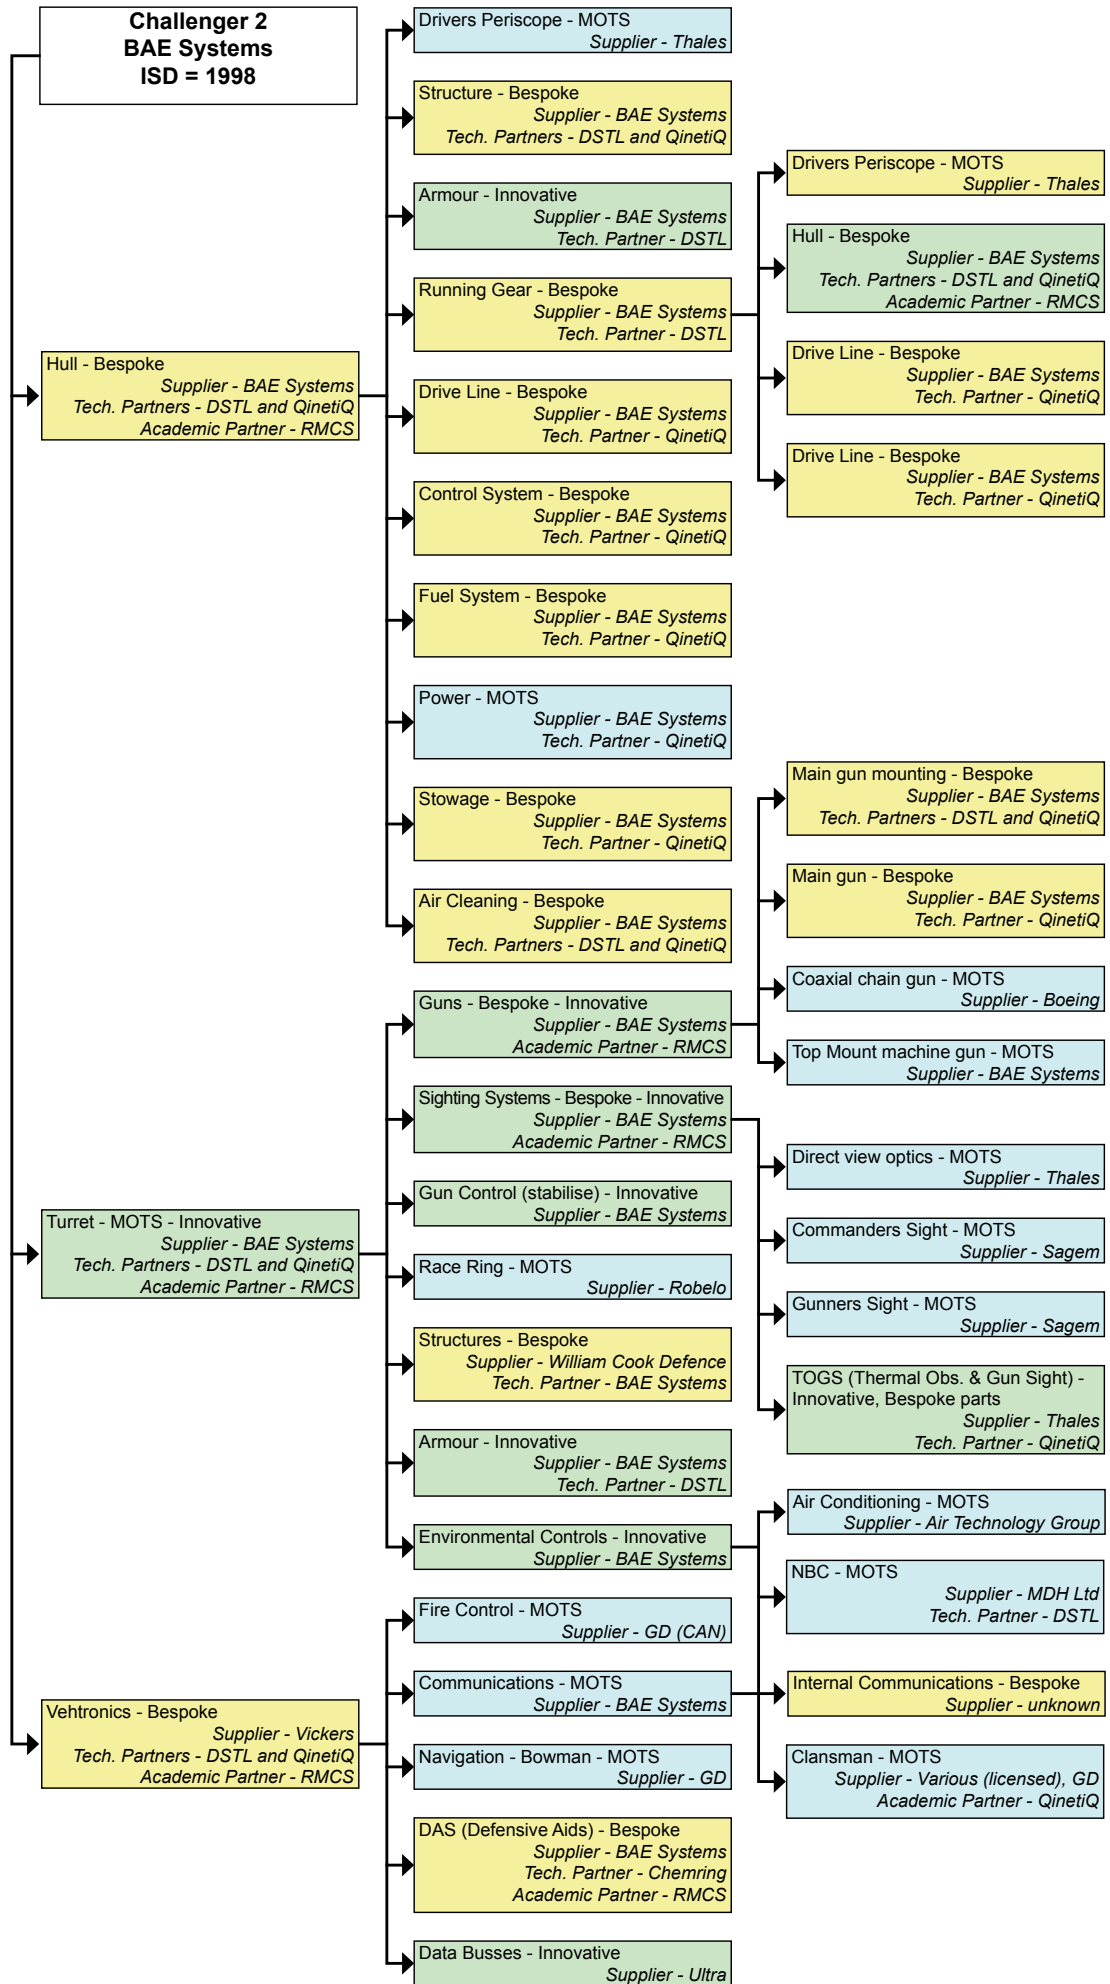 Challenger 2
BAE Systems
ISD = 1998
Hull - Bespoke
Supplier - BAE Systems
Tech. Partners - DSTL and QinetiQ
Academic Partner - RMCS
Turret - MOTS - Innovative
Supplier - BAE Systems
Tech. Partners - DSTL and QinetiQ
Academic Partner - RMCS
Vehtronics - Bespoke
Supplier - Vickers
Tech. Partners - DSTL and QinetiQ
Academic Partner - RMCS
Drivers Periscope - MOTS
Supplier - Thales
Structure - Bespoke
Supplier - BAE Systems
Tech. Partners - DSTL and QinetiQ
Armour - Innovative
Supplier - BAE Systems
Tech. Partner - DSTL
Running Gear - Bespoke
Supplier - BAE Systems
Tech. Partner - DSTL
Drive Line - Bespoke
Supplier - BAE Systems
Tech. Partner - QinetiQ
Control System - Bespoke
Supplier - BAE Systems
Tech. Partner - QinetiQ
Fuel System - Bespoke
Supplier - BAE Systems
Tech. Partner - QinetiQ
Power - MOTS
Supplier - BAE Systems
Tech. Partner - QinetiQ
Stowage - Bespoke
Supplier - BAE Systems
Tech. Partner - QinetiQ
Air Cleaning - Bespoke
Supplier - BAE Systems
Tech. Partners - DSTL and QinetiQ
Guns - Bespoke - Innovative
Supplier - BAE Systems
Academic Partner - RMCS
Sighting Systems - Bespoke - Innovative
Supplier - BAE Systems
Academic Partner - RMCS
Gun Control (stabilise) - Innovative
Supplier - BAE Systems
Race Ring - MOTS
Supplier - Robelo
Structures - Bespoke
Supplier - William Cook Defence
Tech. Partner - BAE Systems
Armour - Innovative
Supplier - BAE Systems
Tech. Partner - DSTL
Environmental Controls - Innovative
Supplier - BAE Systems
Fire Control - MOTS
Supplier - GD (CAN)
Communications - MOTS
Supplier - BAE Systems
Navigation - Bowman - MOTS
Supplier - GD
DAS (Defensive Aids) - Bespoke
Supplier - BAE Systems
Tech. Partner - Chemring
Academic Partner - RMCS
Data Busses - Innovative
Supplier - Ultra
Drivers Periscope - MOTS
Supplier - Thales
Hull - Bespoke
Supplier - BAE Systems
Tech. Partners - DSTL and QinetiQ
Academic Partner - RMCS
Drive Line - Bespoke
Supplier - BAE Systems
Tech. Partner - QinetiQ
Drive Line - Bespoke
Supplier - BAE Systems
Tech. Partner - QinetiQ
Main gun mounting - Bespoke
Supplier - BAE Systems
Tech. Partners - DSTL and QinetiQ
Main gun - Bespoke
Supplier - BAE Systems
Tech. Partner - QinetiQ
Coaxial chain gun - MOTS
Supplier - Boeing
Top Mount machine gun - MOTS
Supplier - BAE Systems
Direct view optics - MOTS
Supplier - Thales
Commanders Sight - MOTS
Supplier - Sagem
Gunners Sight - MOTS
Supplier - Sagem
TOGS (Thermal Obs. & Gun Sight) -
Innovative, Bespoke parts
Supplier - Thales
Tech. Partner - QinetiQ
Air Conditioning - MOTS
Supplier - Air Technology Group
NBC - MOTS
Supplier - MDH Ltd
Tech. Partner - DSTL
Internal Communications - Bespoke
Supplier - unknown
Clansman - MOTS
Supplier - Various (licensed), GD
Academic Partner - QinetiQ